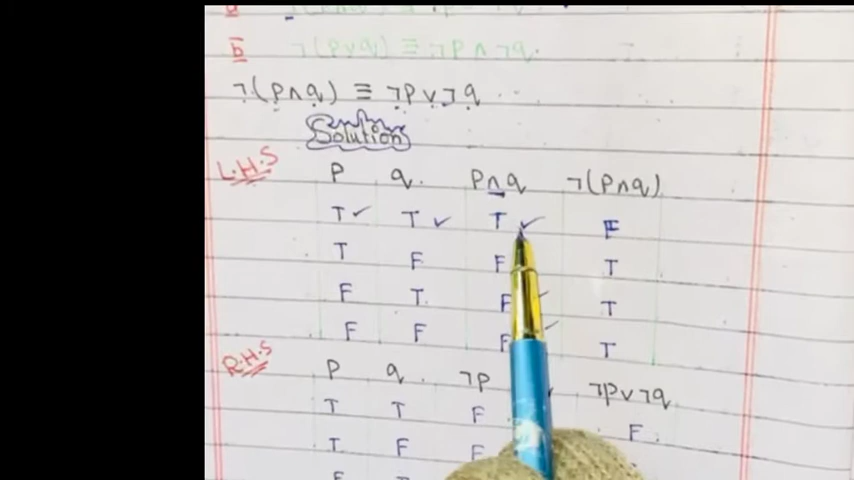 a
b ¬(p∨q) ≡ ¬p∧¬q.
¬(p∧q) ≡ ¬p∨¬q
Solution
L.H.S
p q. p∧q ¬(p∧q)
T✓ T✓ T✓ F
T F F T
F T F T
F F F T
R.H.S
p q. ¬p ¬p∨¬q
T T F F.
T F F
F